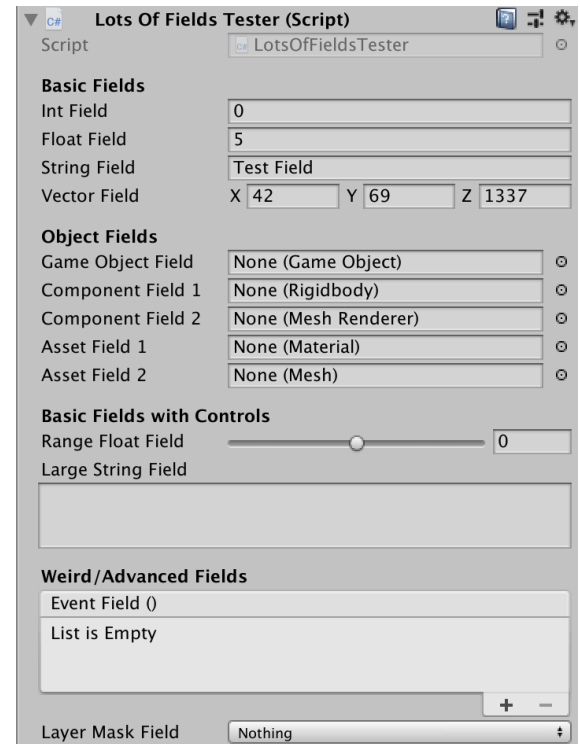 C# Lots Of Fields Tester (Script)
Script C# LotsOfFieldsTester
Basic Fields
Int Field 0
Float Field 5
String Field Test Field
Vector Field X 42 Y 69 Z 1337
Object Fields
Game Object Field None (Game Object)
Component Field 1 None (Rigidbody)
Component Field 2 None (Mesh Renderer)
Asset Field 1 None (Material)
Asset Field 2 None (Mesh)
Basic Fields with Controls
Range Float Field 0
Large String Field
Weird/Advanced Fields
Event Field ()
List is Empty
+ −
Layer Mask Field Nothing